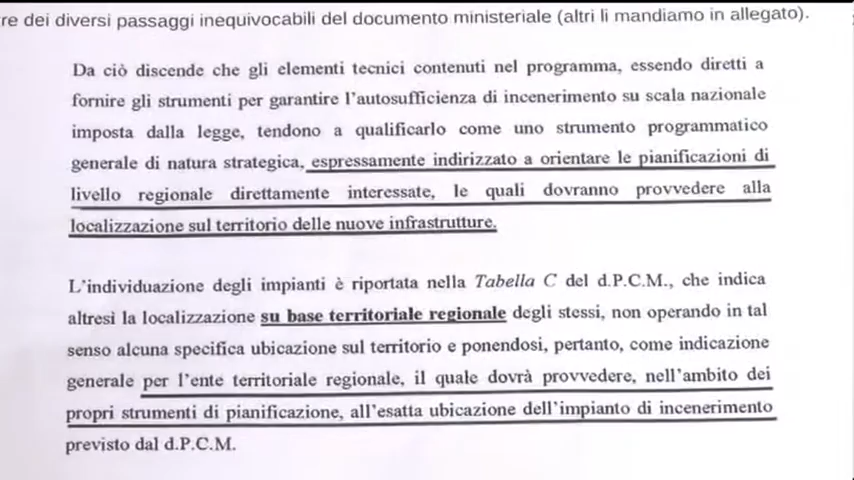 re dei diversi passaggi inequivocabili del documento ministeriale (altri li mandiamo in allegato).
Da ciò discende che gli elementi tecnici contenuti nel programma, essendo diretti a
fornire gli strumenti per garantire l'autosufficienza di incenerimento su scala nazionale
imposta dalla legge, tendono a qualificarlo come uno strumento programmatico
generale di natura strategica, espressamente indirizzato a orientare le pianificazioni di
livello regionale direttamente interessate, le quali dovranno provvedere alla
localizzazione sul territorio delle nuove infrastrutture.
L'individuazione degli impianti è riportata nella Tabella C del d.P.C.M., che indica
altresì la localizzazione su base territoriale regionale degli stessi, non operando in tal
senso alcuna specifica ubicazione sul territorio e ponendosi, pertanto, come indicazione
generale per l'ente territoriale regionale, il quale dovrà provvedere, nell'ambito dei
propri strumenti di pianificazione, all'esatta ubicazione dell'impianto di incenerimento
previsto dal d.P.C.M.